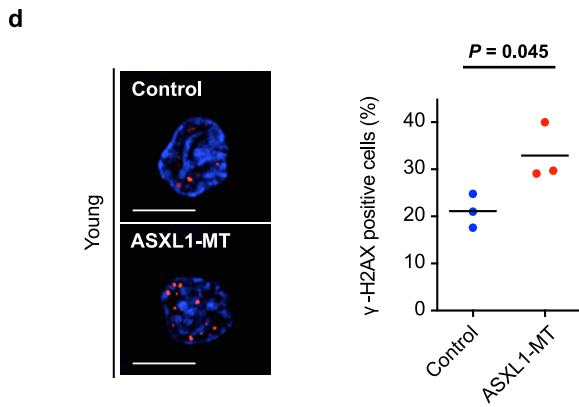 d
Young
Control
ASXL1-MT
P = 0.045
γ-H2AX positive cells (%)
40
30
20
10
0
Control
ASXL1-MT